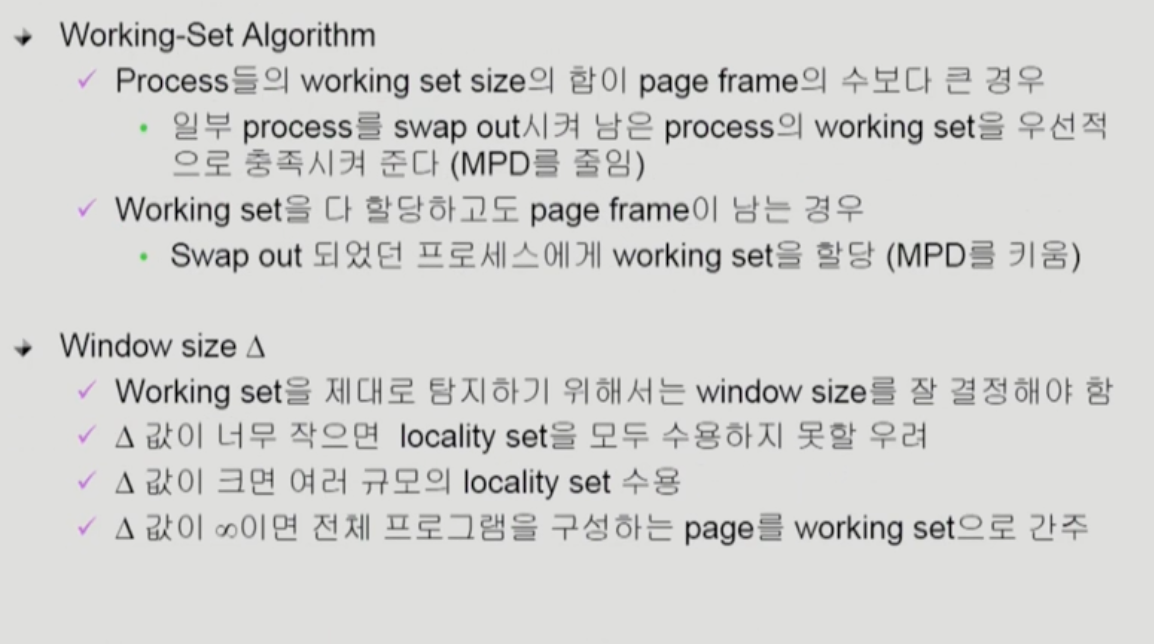 Working-Set Algorithm
Process들의 working set size의 합이 page frame의 수보다 큰 경우
일부 process를 swap out시켜 남은 process의 working set을 우선적
으로 충족시켜 준다 (MPD를 줄임)
Working set을 다 할당하고도 page frame이 남는 경우
Swap out 되었던 프로세스에게 working set을 할당 (MPD를 키움)
Window size Δ
Working set을 제대로 탐지하기 위해서는 window size를 잘 결정해야 함
Δ 값이 너무 작으면 locality set을 모두 수용하지 못할 우려
Δ 값이 크면 여러 규모의 locality set 수용
Δ 값이 ∞이면 전체 프로그램을 구성하는 page를 working set으로 간주